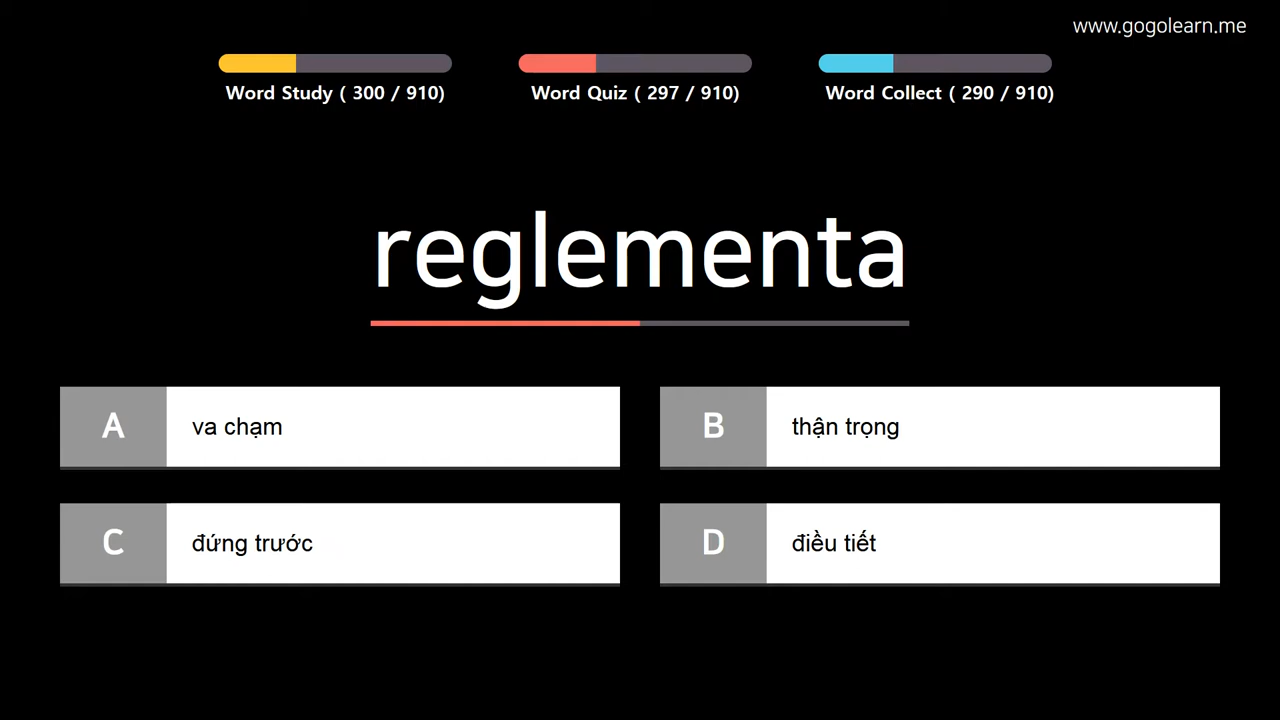 www.gogolearn.me
Word Study ( 300 / 910)
Word Quiz ( 297 / 910)
Word Collect ( 290 / 910)
reglementa
A va chạm
B thận trọng
C đứng trước
D điều tiết